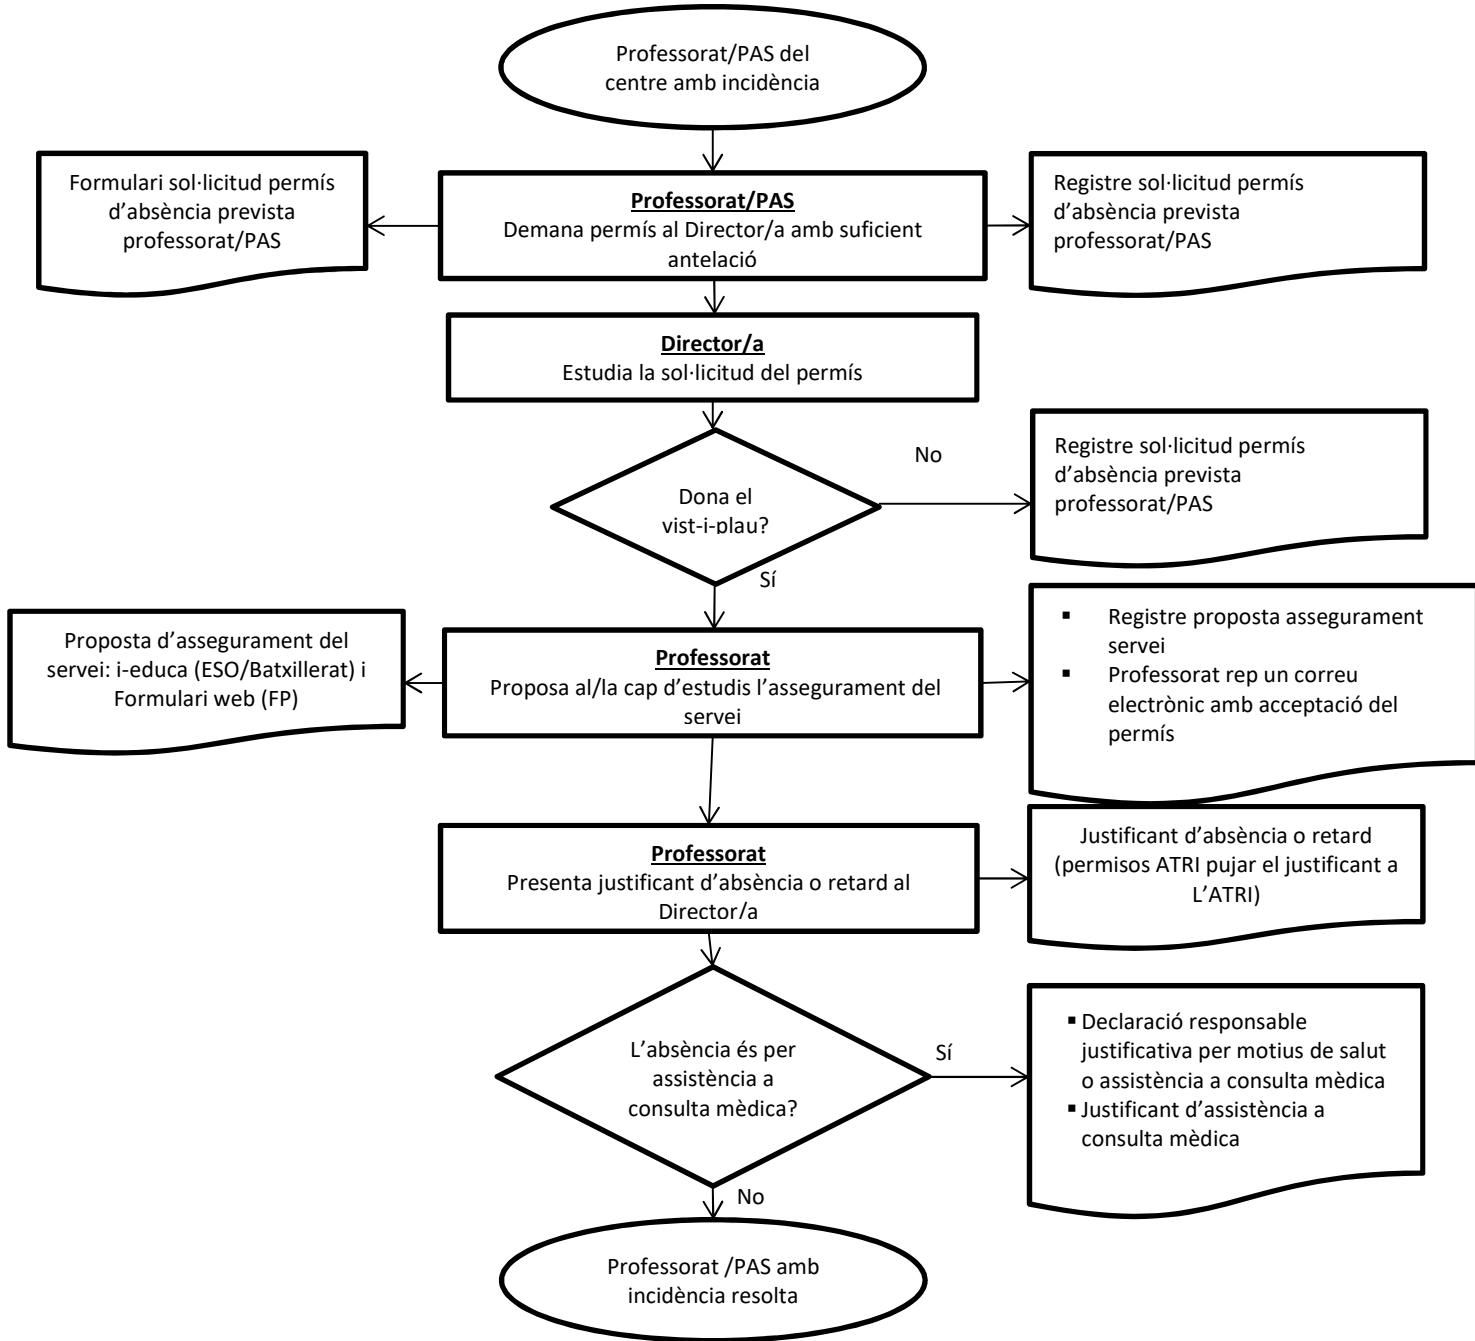 Professorat/PAS del
centre amb incidència
Formulari sol·licitud permís
d’absència prevista
professorat/PAS
Professorat/PAS
Demana permís al Director/a amb suficient
antelació
Registre sol·licitud permís
d’absència prevista
professorat/PAS
Director/a
Estudia la sol·licitud del permís
Dona el
vist-i-plau?
No
Registre sol·licitud permís
d’absència prevista
professorat/PAS
Sí
Proposta d’assegurament del
servei: i-educa (ESO/Batxillerat) i
Formulari web (FP)
Professorat
Proposa al/la cap d’estudis l’assegurament del
servei
▪ Registre proposta assegurament
servei
▪ Professorat rep un correu
electrònic amb acceptació del
permís
Professorat
Presenta justificant d’absència o retard al
Director/a
Justificant d’absència o retard
(permisos ATRI pujar el justificant a
L’ATRI)
L’absència és per
assistència a
consulta mèdica?
Sí
▪ Declaració responsable
justificativa per motius de salut
o assistència a consulta mèdica
▪ Justificant d’assistència a
consulta mèdica
No
Professorat /PAS amb
incidència resolta